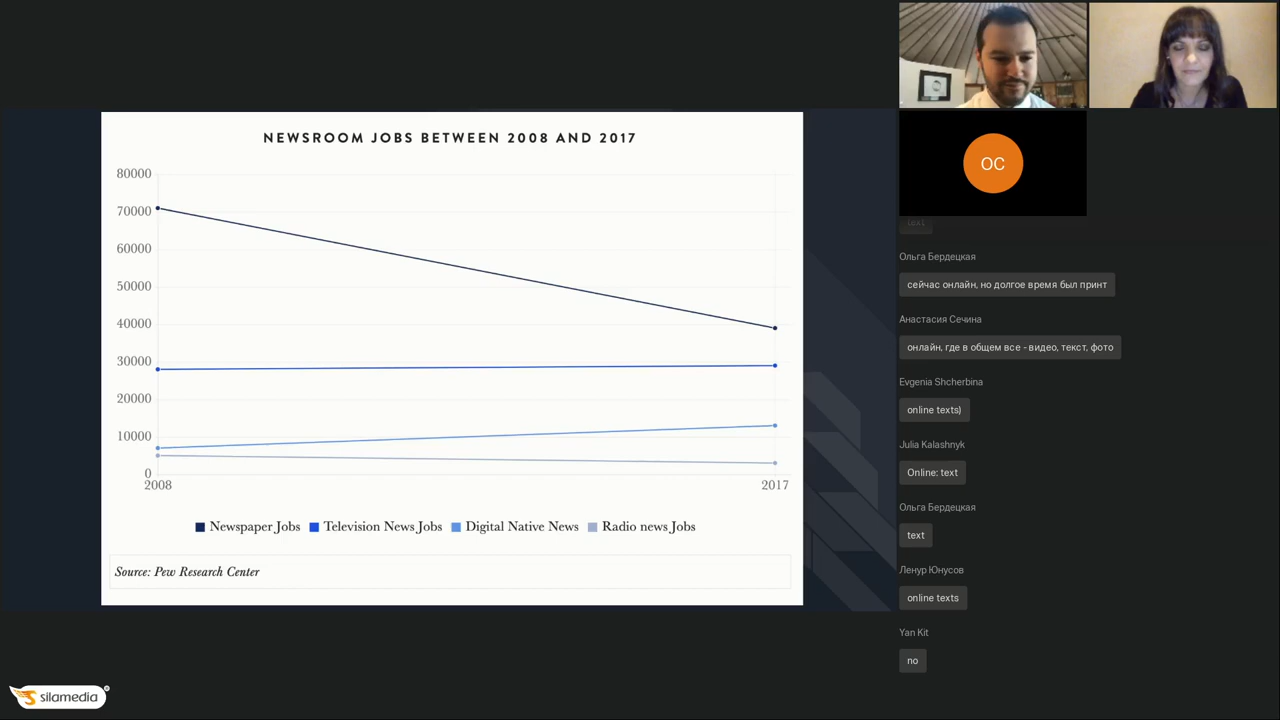 NEWSROOM JOBS BETWEEN 2008 AND 2017
80000
70000
60000
50000
40000
30000
20000
10000
0
2008 2017
Newspaper Jobs Television News Jobs Digital Native News Radio news Jobs
Source: Pew Research Center
silamedia
OC
text
Ольга Бердецкая
сейчас онлайн, но долгое время был принт
Анастасия Сечина
онлайн, где в общем все - видео, текст, фото
Evgenia Shcherbina
online texts)
Julia Kalashnyk
Online: text
Ольга Бердецкая
text
Ленур Юнусов
online texts
Yan Kit
no